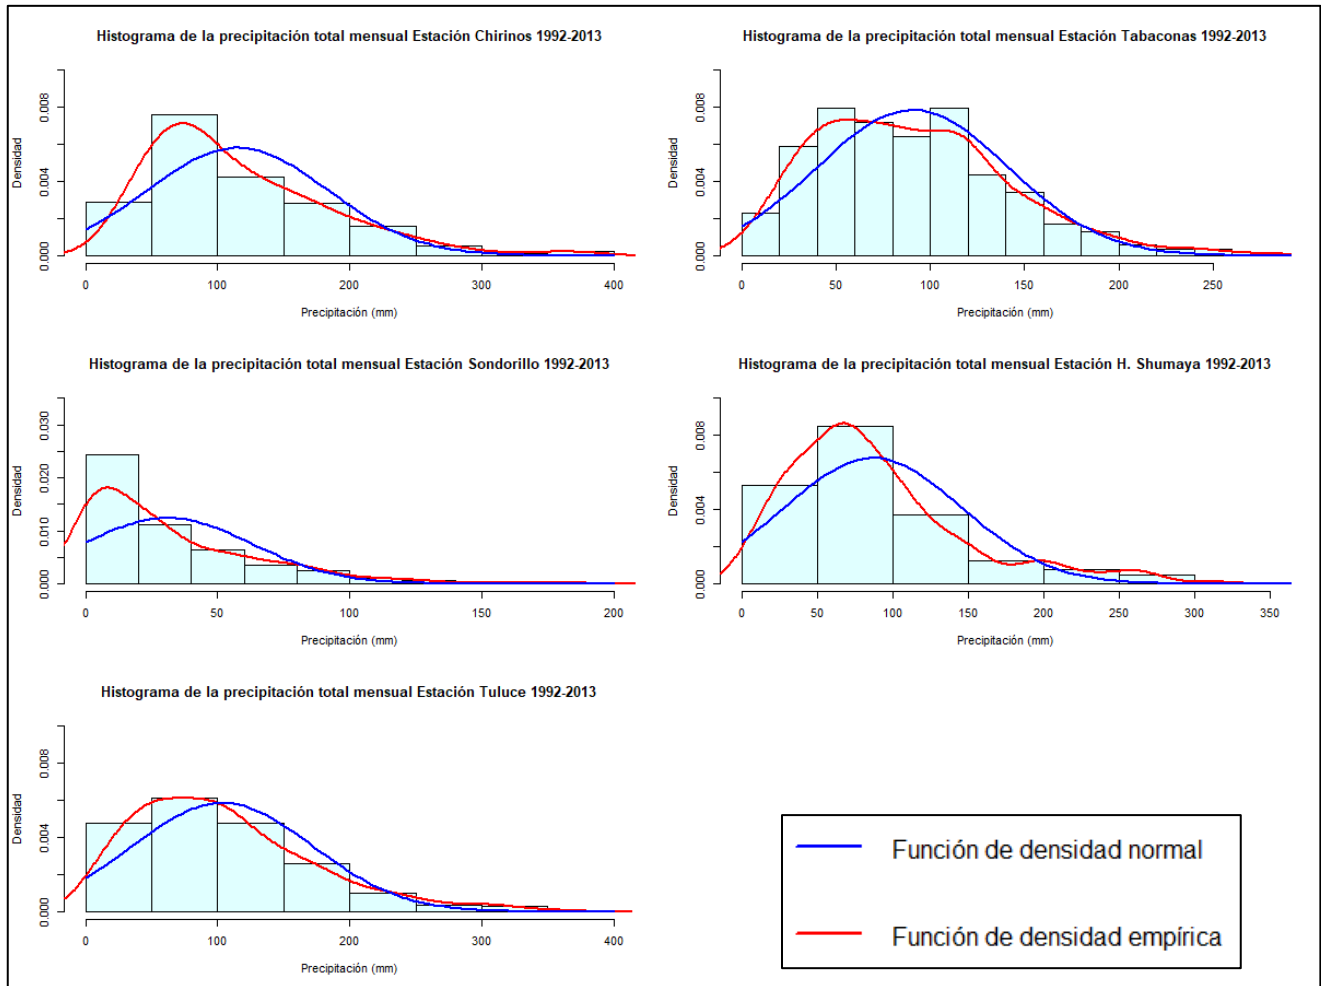 Histograma de la precipitación total mensual Estación Chirinos 1992-2013
Densidad
0.000
0.004
0.008
0
100
200
300
400
Precipitación (mm)
Histograma de la precipitación total mensual Estación Tabaconas 1992-2013
Densidad
0.000
0.004
0.008
0
50
100
150
200
250
Precipitación (mm)
Histograma de la precipitación total mensual Estación Sondorillo 1992-2013
Densidad
0.000
0.010
0.020
0.030
0
50
100
150
200
Precipitación (mm)
Histograma de la precipitación total mensual Estación H. Shumaya 1992-2013
Densidad
0.000
0.004
0.008
0
50
100
150
200
250
300
350
Precipitación (mm)
Histograma de la precipitación total mensual Estación Tuluce 1992-2013
Densidad
0.000
0.004
0.008
0
100
200
300
400
Precipitación (mm)
Función de densidad normal
Función de densidad empírica